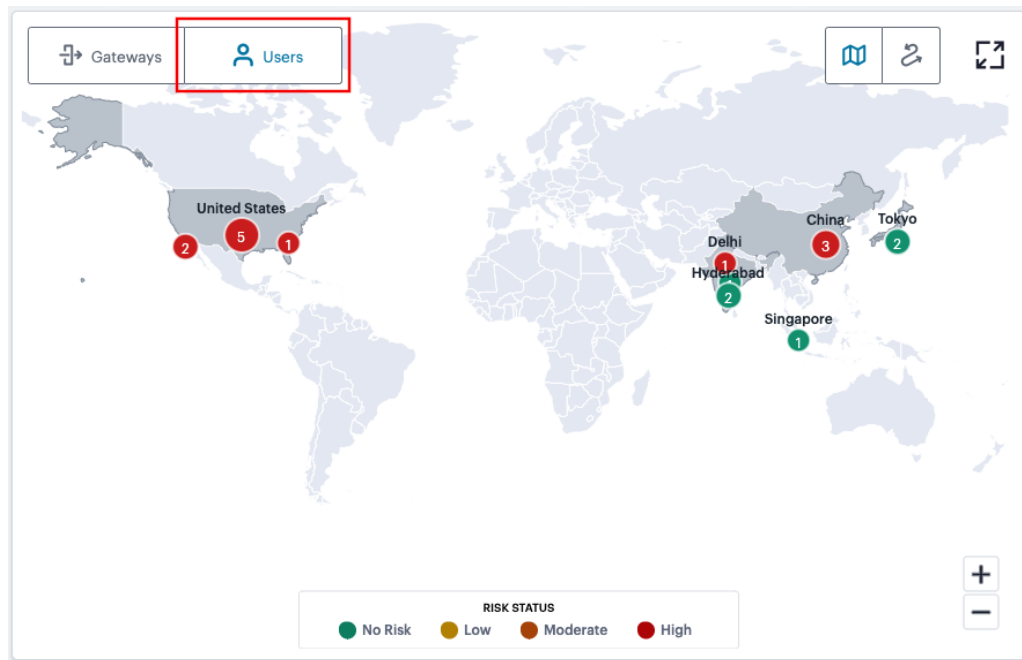 Gateways
Users
United States
2
5
1
China
3
Tokyo
2
Delhi
1
Hyderabad
2
Singapore
1
RISK STATUS
No Risk
Low
Moderate
High
+
−